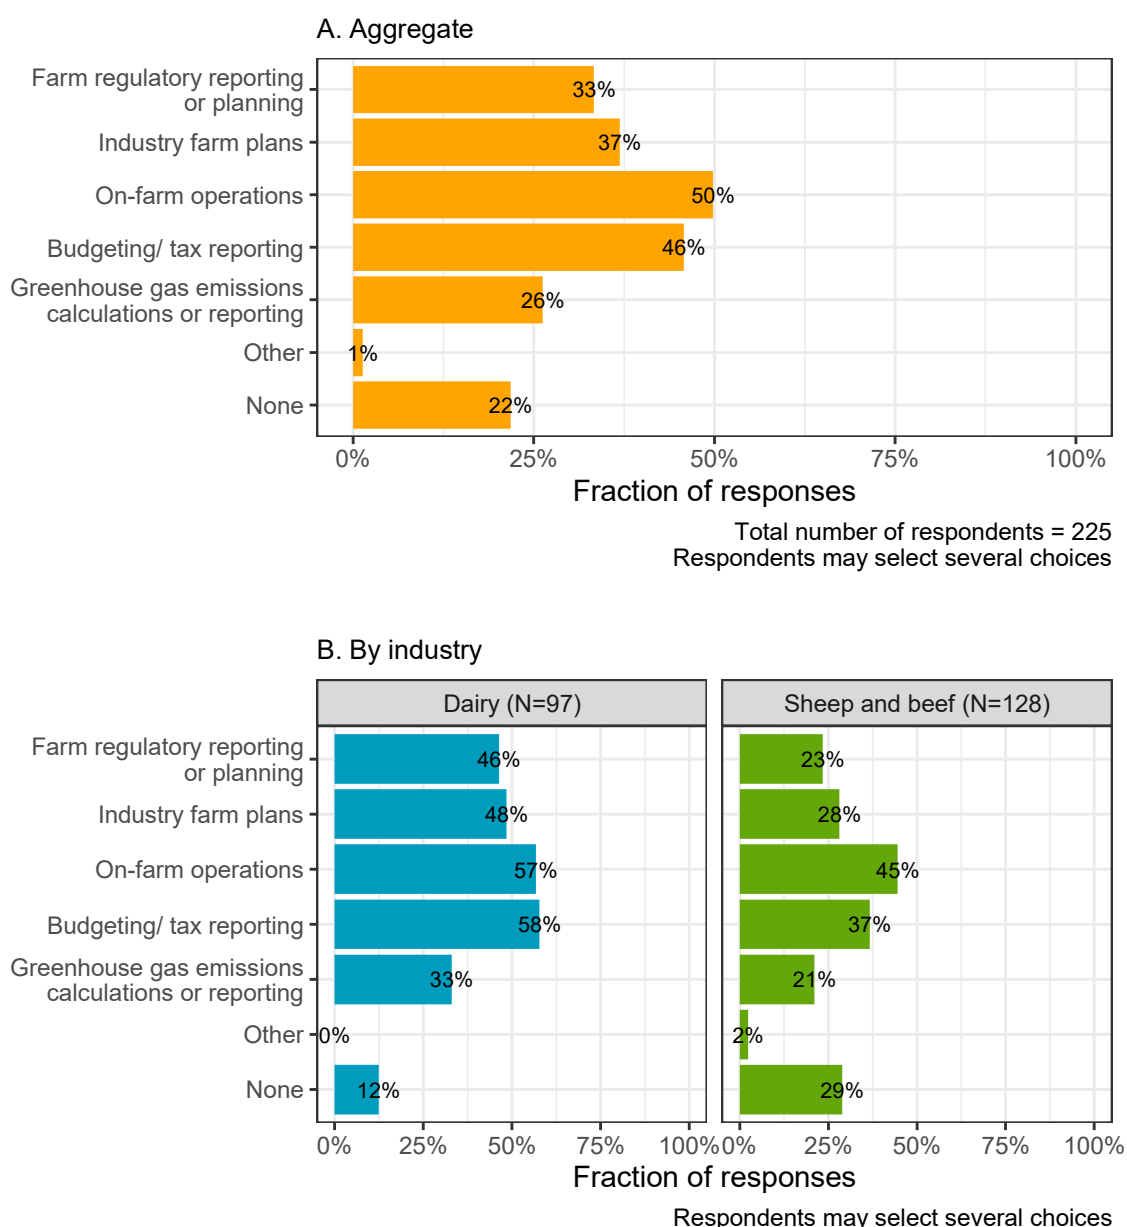 A. Aggregate
Farm regulatory reporting
or planning
33%
Industry farm plans
37%
On-farm operations
50%
Budgeting/ tax reporting
46%
Greenhouse gas emissions
calculations or reporting
26%
Other
1%
None
22%
0% 25% 50% 75% 100%
Fraction of responses
Total number of respondents = 225
Respondents may select several choices
B. By industry
Dairy (N=97) Sheep and beef (N=128)
Farm regulatory reporting
or planning
46% 23%
Industry farm plans
48% 28%
On-farm operations
57% 45%
Budgeting/ tax reporting
58% 37%
Greenhouse gas emissions
calculations or reporting
33% 21%
Other
0% 2%
None
12% 29%
0% 25% 50% 75% 100% 0% 25% 50% 75% 100%
Fraction of responses
Respondents may select several choices